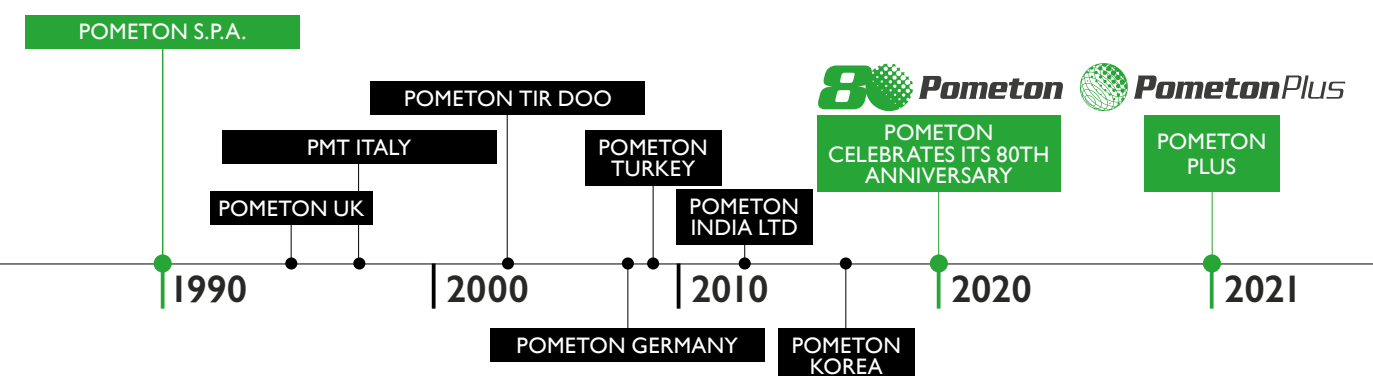 POMETON S.P.A.
POMETON TIR DOO
PMT ITALY
POMETON UK
POMETON
TURKEY
POMETON
INDIA LTD
80 Pometon
POMETON
CELEBRATES ITS 80TH
ANNIVERSARY
PometonPlus
POMETON
PLUS
1990
2000
2010
2020
2021
POMETON GERMANY
POMETON
KOREA